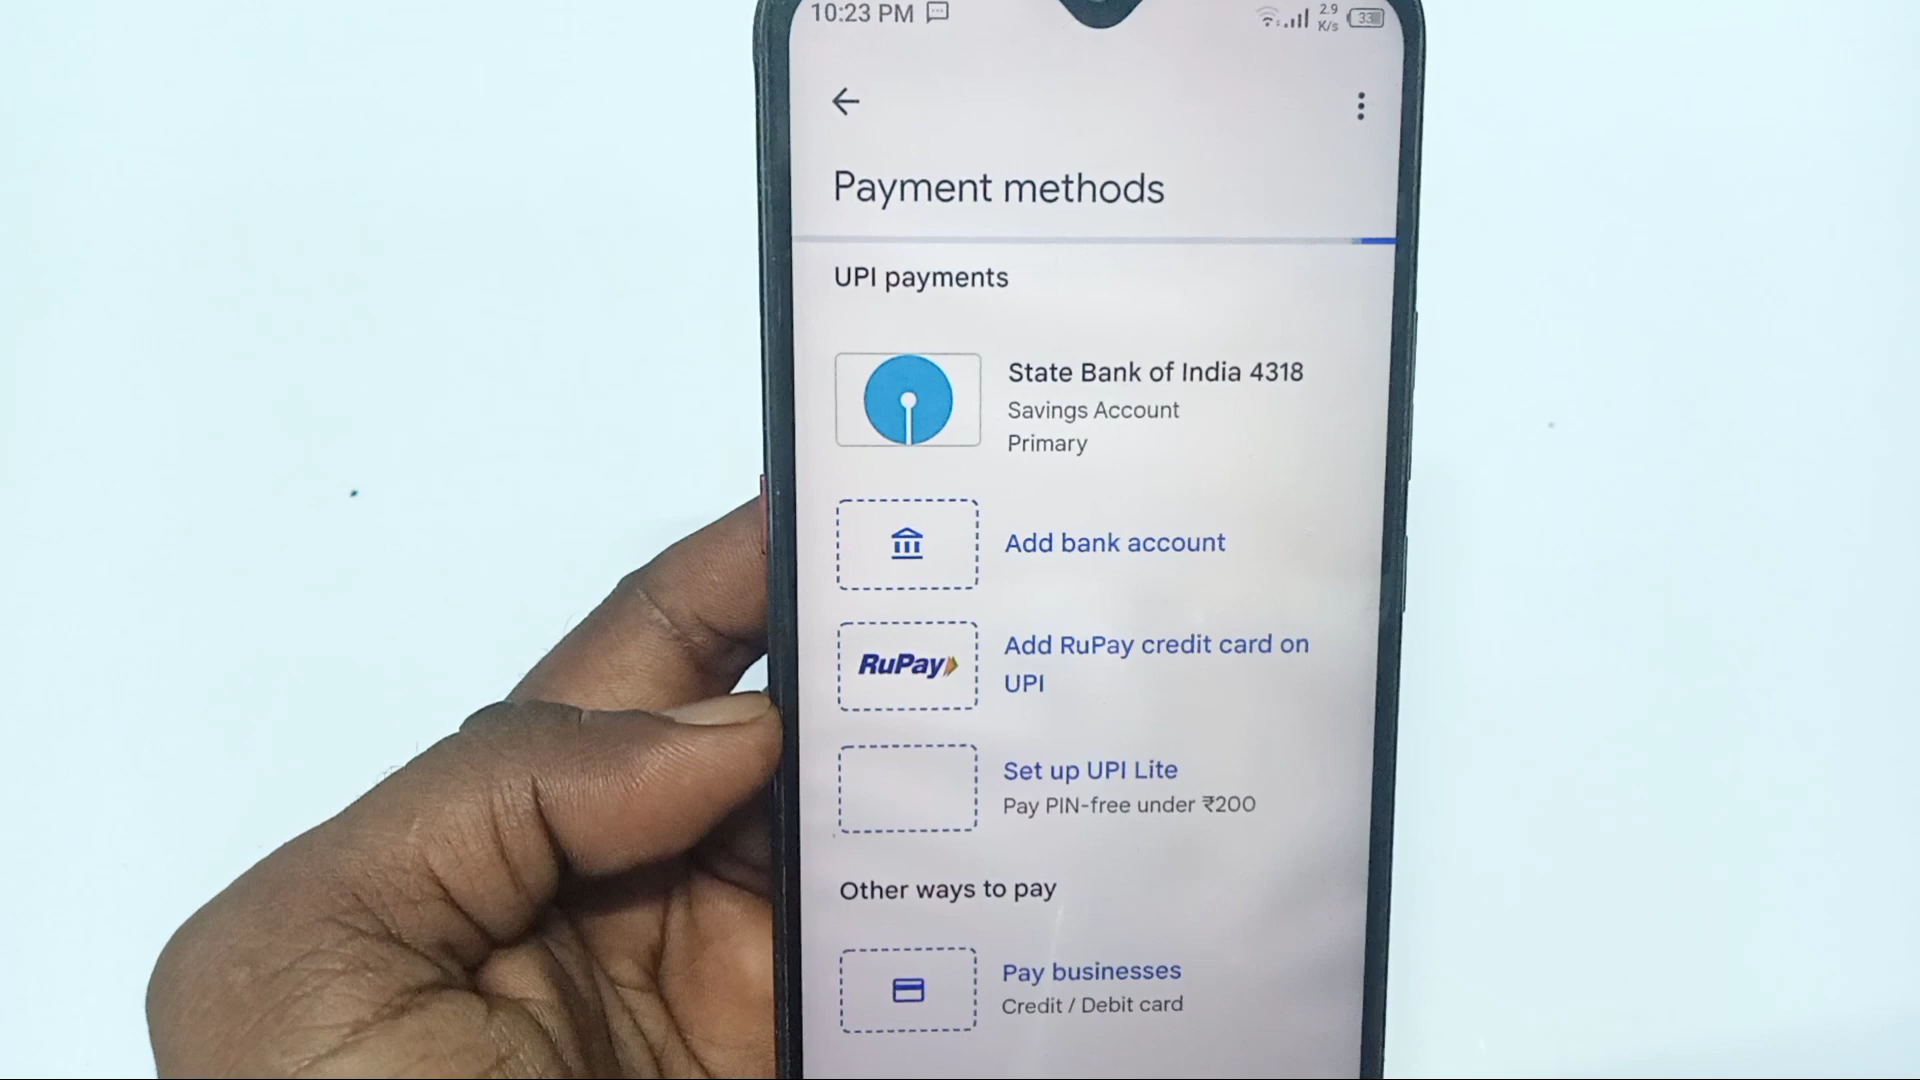 10:23 PM
2.9
K/s
33
Payment methods
UPI payments
State Bank of India 4318
Savings Account
Primary
Add bank account
RuPay
Add RuPay credit card on
UPI
Set up UPI Lite
Pay PIN-free under ₹200
Other ways to pay
Pay businesses
Credit / Debit card